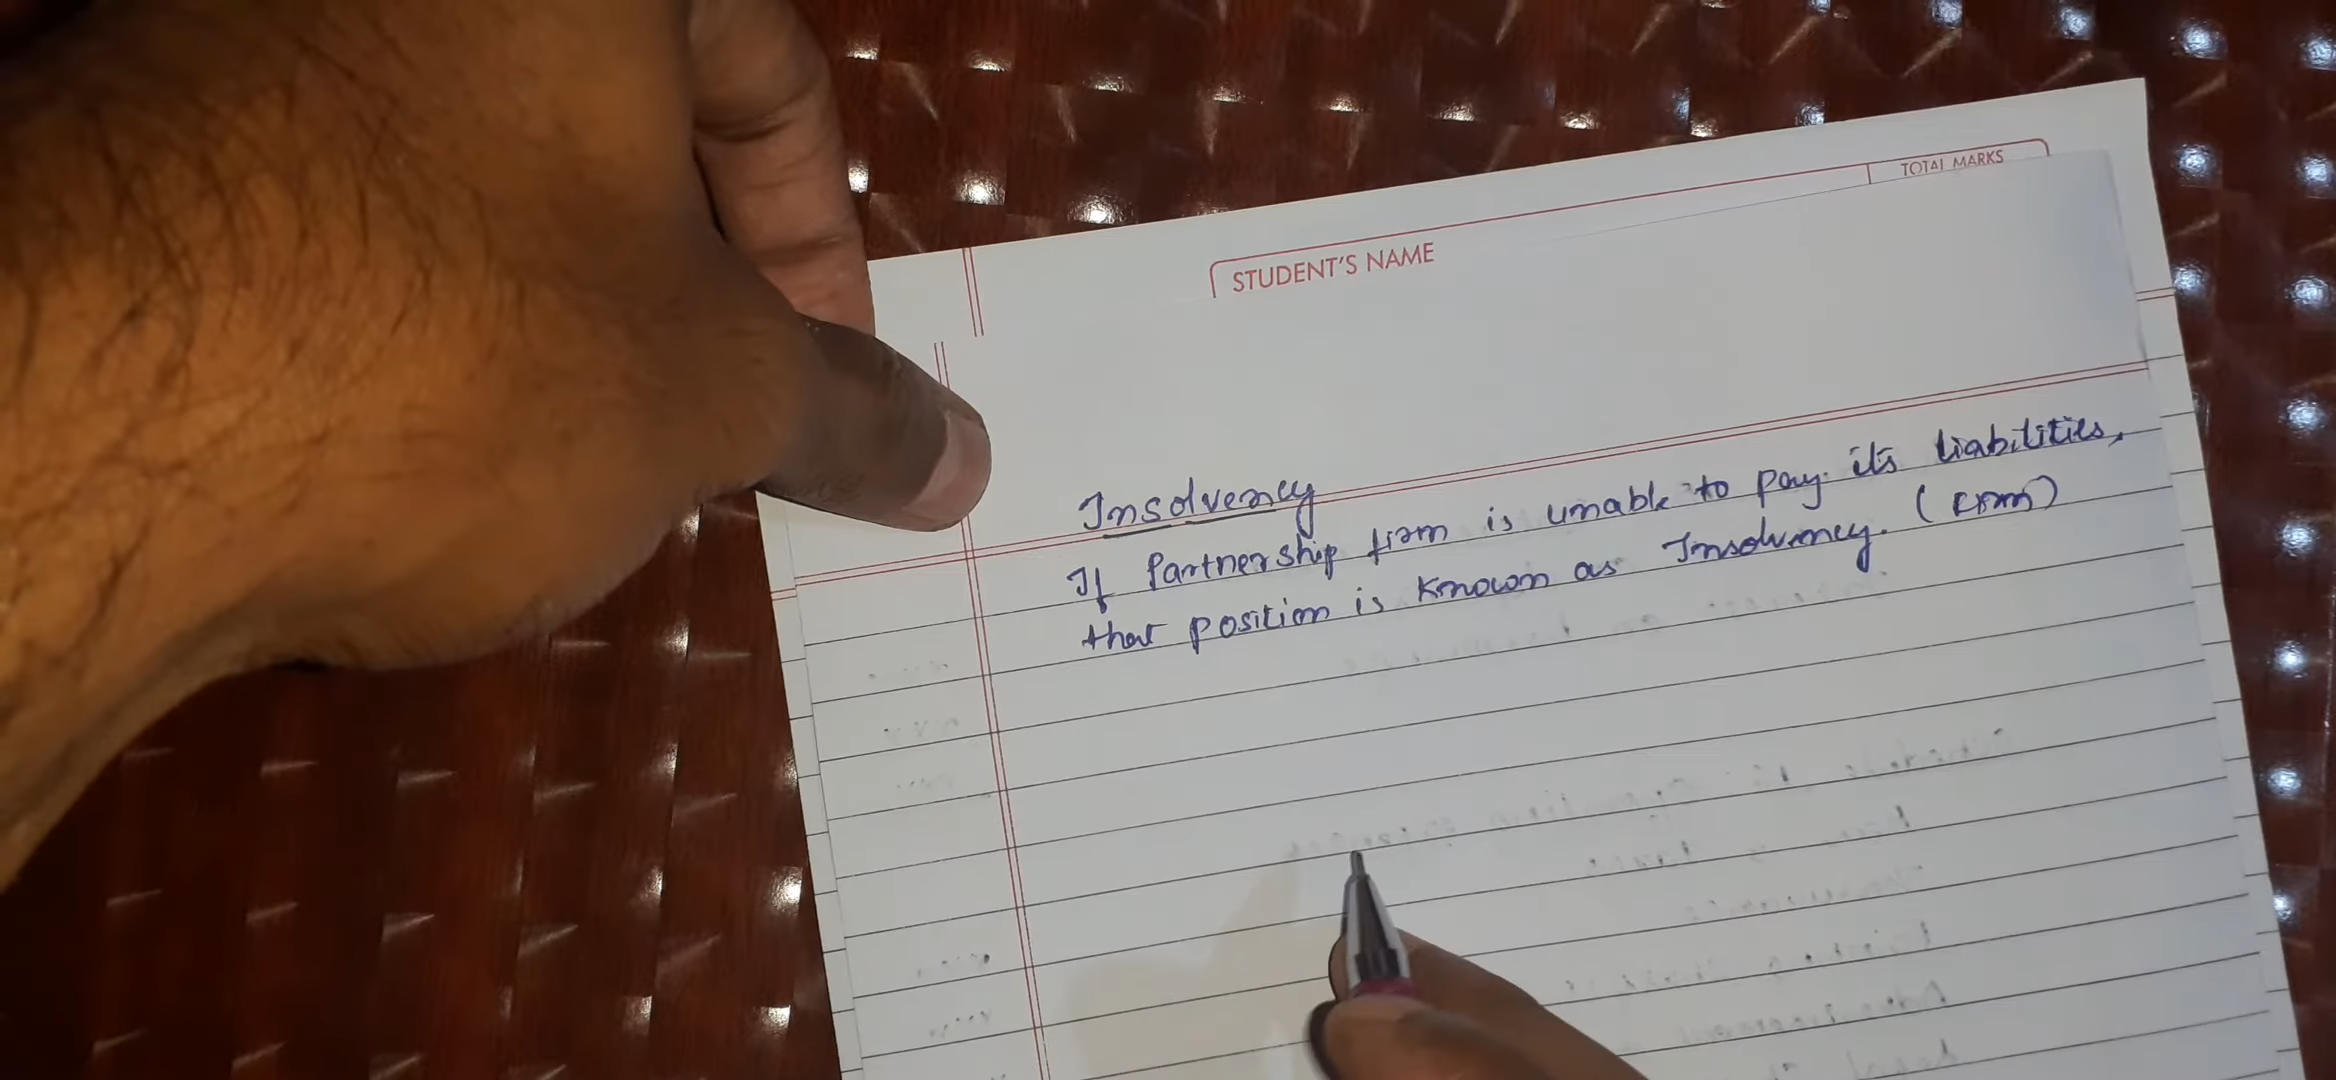 TOTAL MARKS
STUDENT'S NAME
Insolvency
If Partnership firm is unable to pay its liabilities,
that position is known as Insolvency. (Firm)